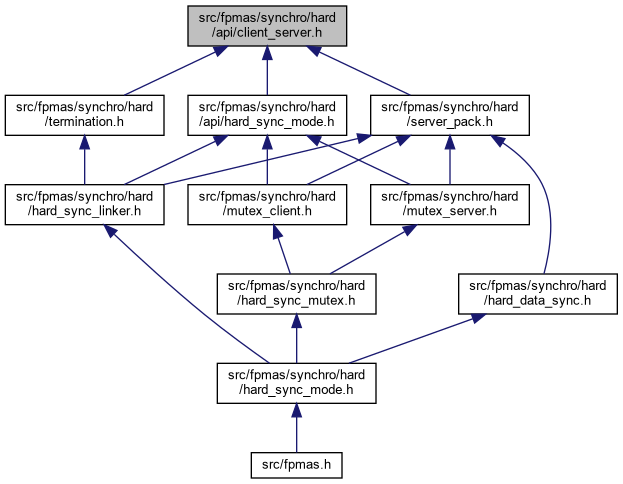 src/fpmas/synchro/hard
/api/client_server.h
src/fpmas/synchro/hard
/termination.h
src/fpmas/synchro/hard
/api/hard_sync_mode.h
src/fpmas/synchro/hard
/server_pack.h
src/fpmas/synchro/hard
/hard_sync_linker.h
src/fpmas/synchro/hard
/mutex_client.h
src/fpmas/synchro/hard
/mutex_server.h
src/fpmas/synchro/hard
/hard_sync_mutex.h
src/fpmas/synchro/hard
/hard_data_sync.h
src/fpmas/synchro/hard
/hard_sync_mode.h
src/fpmas.h